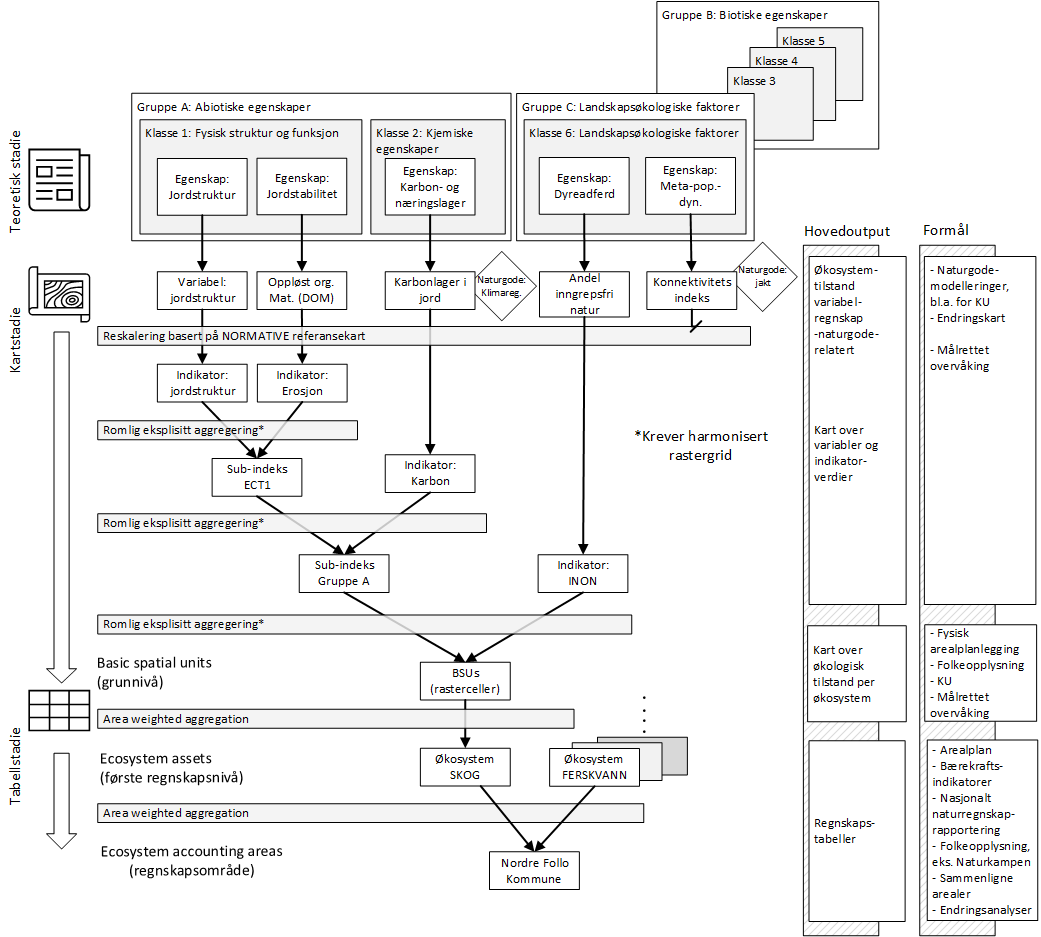 Gruppe B: Biotiske egenskaper
Klasse 5
Klasse 4
Klasse 3
Gruppe A: Abiotiske egenskaper
Klasse 1: Fysisk struktur og funksjon
Egenskap:
Jordstruktur
Egenskap:
Jordstabilitet
Klasse 2: Kjemiske
egenskaper
Egenskap:
Karbon- og
næringslager
Gruppe C: Landskapsøkologiske faktorer
Klasse 6: Landskapsøkologiske faktorer
Egenskap:
Dyreadferd
Egenskap:
Meta-pop.-
dyn.
Teoretisk stadie
Kartstadie
Tabellstadie
Variabel:
jordstruktur
Oppløst org.
Mat. (DOM)
Karbonlager i
jord
Naturgode:
Klimareg.
Andel
inngrepsfri
natur
Konnektivitets
indeks
Naturgode:
jakt
Reskalering basert på NORMATIVE referansekart
Indikator:
jordstruktur
Indikator:
Erosjon
Romlig eksplisitt aggregering*
*Krever harmonisert
rastergrid
Sub-indeks
ECT1
Indikator:
Karbon
Romlig eksplisitt aggregering*
Sub-indeks
Gruppe A
Indikator:
INON
Romlig eksplisitt aggregering*
Basic spatial units
(grunnivå)
BSUs
(rasterceller)
Area weighted aggregation
Ecosystem assets
(første regnskapsnivå)
Økosystem
SKOG
Økosystem
FERSKVANN
Area weighted aggregation
Ecosystem accounting areas
(regnskapsområde)
Nordre Follo
Kommune
Hovedoutput
Økosystem-
tilstand
variabel-
regnskap
-naturgode-
relatert
Kart over
variabler og
indikator-
verdier
Kart over
økologisk
tilstand per
økosystem
Regnskaps-
tabeller
Formål
- Naturgode-
modelleringer,
bl.a. for KU
- Endringskart
- Målrettet
overvåking
- Fysisk
arealplanlegging
- Folkeopplysning
- KU
- Målrettet
overvåking
- Arealplan
- Bærekrafts-
indikatorer
- Nasjonalt
naturregnskap-
rapportering
- Folkeopplysning,
eks. Naturkampen
- Sammenligne
arealer
- Endringsanalyser